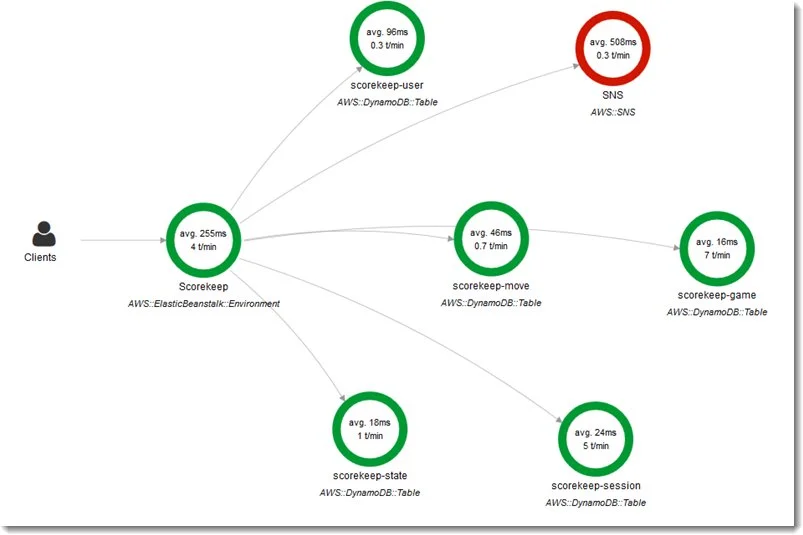 avg. 96ms
0.3 t/min
scorekeep-user
AWS::DynamoDB::Table
avg. 508ms
0.3 t/min
SNS
AWS::SNS
Clients
avg. 255ms
4 t/min
Scorekeep
AWS::ElasticBeanstalk::Environment
avg. 46ms
0.7 t/min
scorekeep-move
AWS::DynamoDB::Table
avg. 16ms
7 t/min
scorekeep-game
AWS::DynamoDB::Table
avg. 18ms
1 t/min
scorekeep-state
AWS::DynamoDB::Table
avg. 24ms
5 t/min
scorekeep-session
AWS::DynamoDB::Table